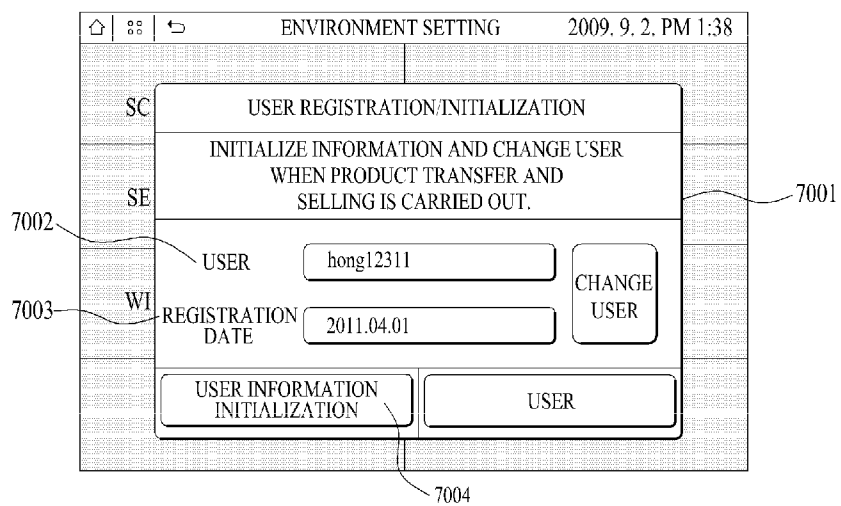 ENVIRONMENT SETTING 2009. 9. 2. PM 1:38
SC
USER REGISTRATION/INITIALIZATION
INITIALIZE INFORMATION AND CHANGE USER
WHEN PRODUCT TRANSFER AND
SELLING IS CARRIED OUT.
SE
7001
7002
USER
hong12311
CHANGE
USER
WI
7003
REGISTRATION
DATE
2011.04.01
USER INFORMATION
INITIALIZATION
USER
7004